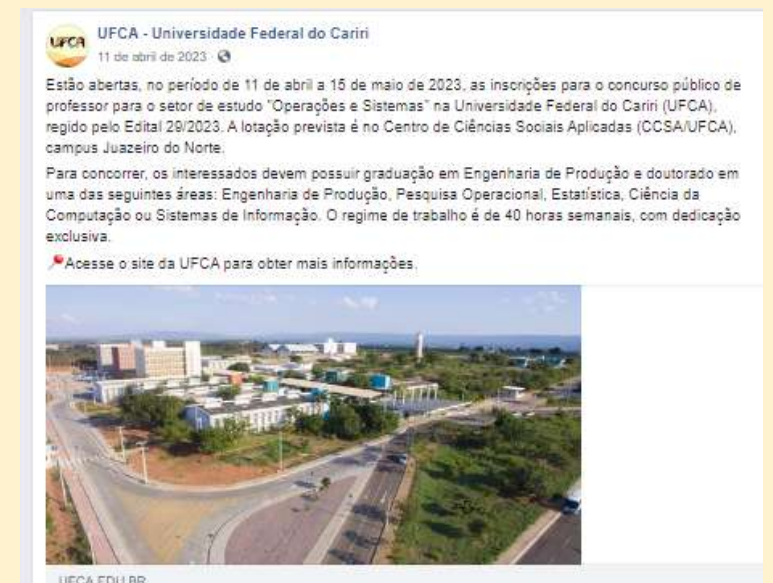 UFCA
UFCA - Universidade Federal do Cariri
11 de abril de 2023 ·
Estão abertas, no período de 11 de abril a 15 de maio de 2023, as inscrições para o concurso público de
professor para o setor de estudo "Operações e Sistemas" na Universidade Federal do Cariri (UFCA),
regido pelo Edital 29/2023. A lotação prevista é no Centro de Ciências Sociais Aplicadas (CCSA/UFCA),
campus Juazeiro do Norte.
Para concorrer, os interessados devem possuir graduação em Engenharia de Produção e doutorado em
uma das seguintes áreas: Engenharia de Produção, Pesquisa Operacional, Estatística, Ciência da
Computação ou Sistemas de Informação. O regime de trabalho é de 40 horas semanais, com dedicação
exclusiva.
Acesse o site da UFCA para obter mais informações.
UFCA.EDU.BR